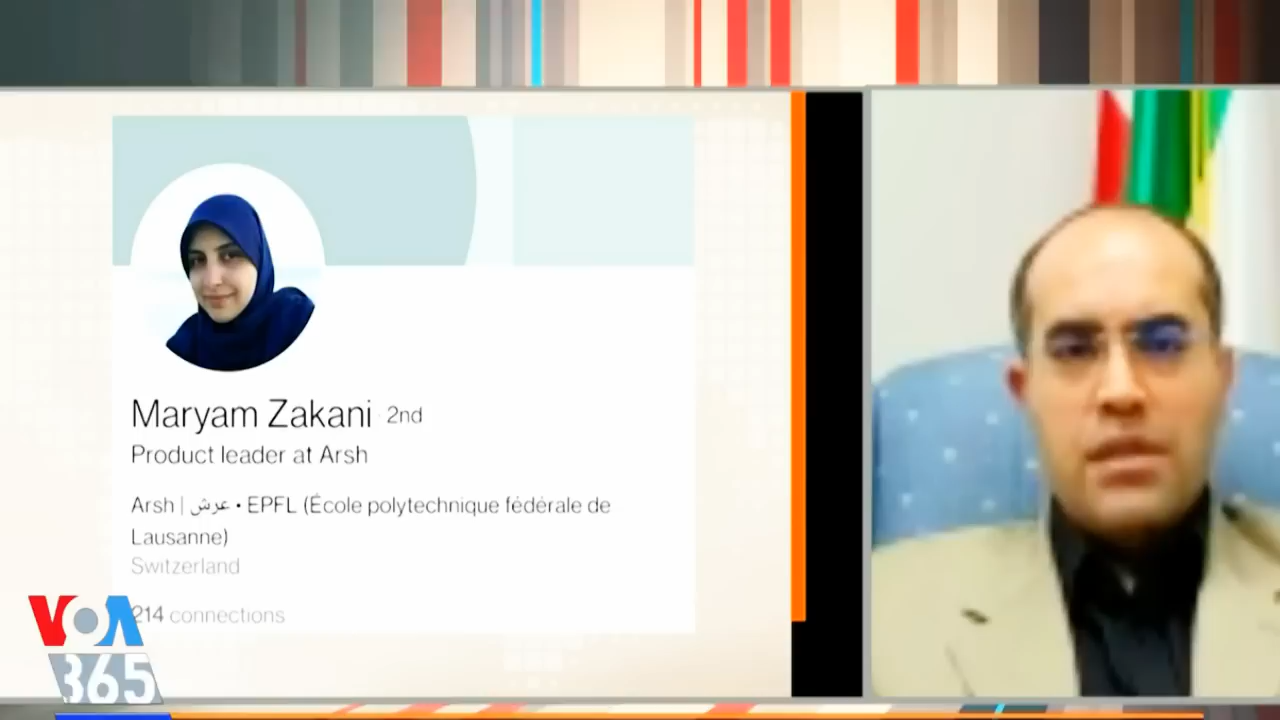 Maryam Zakani 2nd
Product leader at Arsh
Arsh | عرش • EPFL (École polytechnique fédérale de
Lausanne)
Switzerland
214 connections
VOA
365